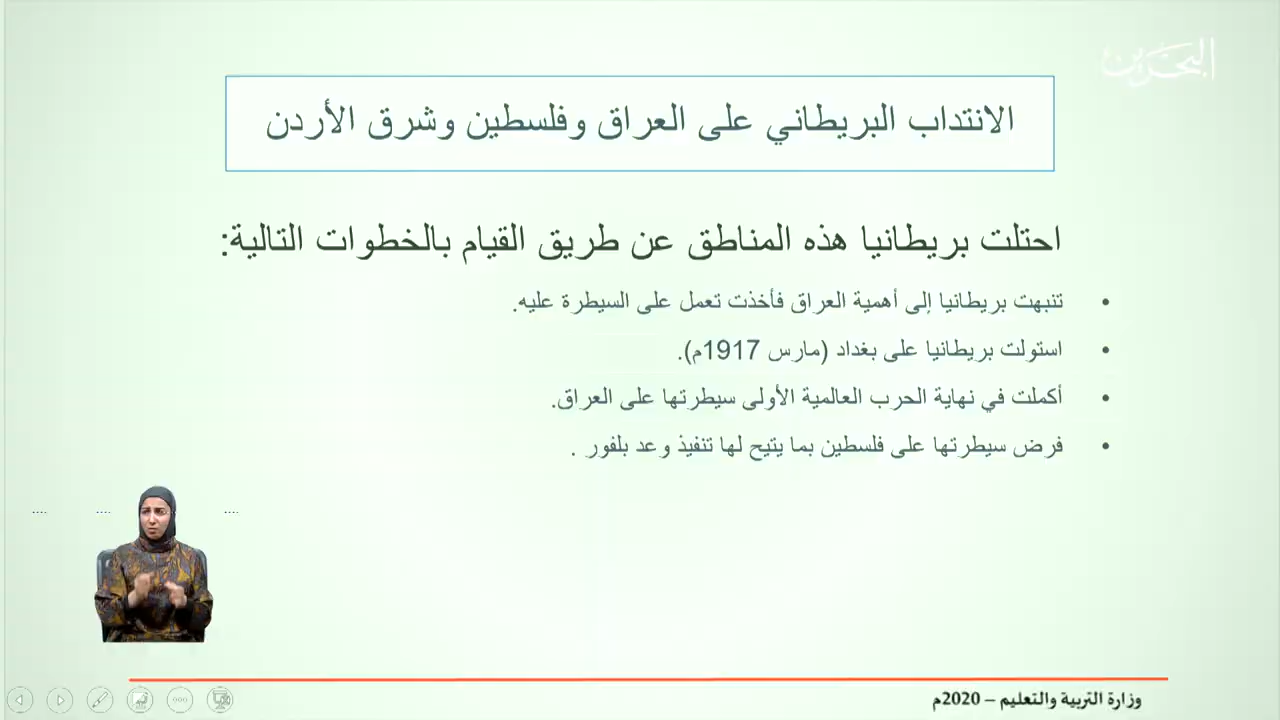 البحرين
الانتداب البريطاني على العراق وفلسطين وشرق الأردن
احتلت بريطانيا هذه المناطق عن طريق القيام بالخطوات التالية:
• تنبهت بريطانيا إلى أهمية العراق فأخذت تعمل على السيطرة عليه.
• استولت بريطانيا على بغداد (مارس 1917م).
• أكملت في نهاية الحرب العالمية الأولى سيطرتها على العراق.
• فرض سيطرتها على فلسطين بما يتيح لها تنفيذ وعد بلفور .
وزارة التربية والتعليم – 2020م